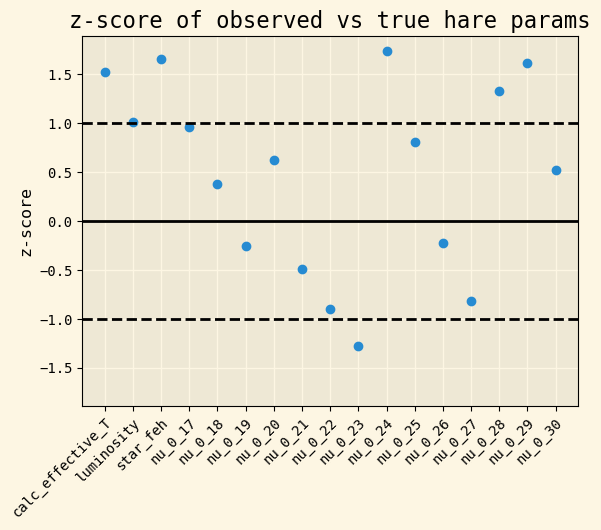 z-score of observed vs true hare params
z-score
1.5
1.0
0.5
0.0
−0.5
−1.0
−1.5
calc_effective_T
luminosity
star_feh
nu_0_17
nu_0_18
nu_0_19
nu_0_20
nu_0_21
nu_0_22
nu_0_23
nu_0_24
nu_0_25
nu_0_26
nu_0_27
nu_0_28
nu_0_29
nu_0_30